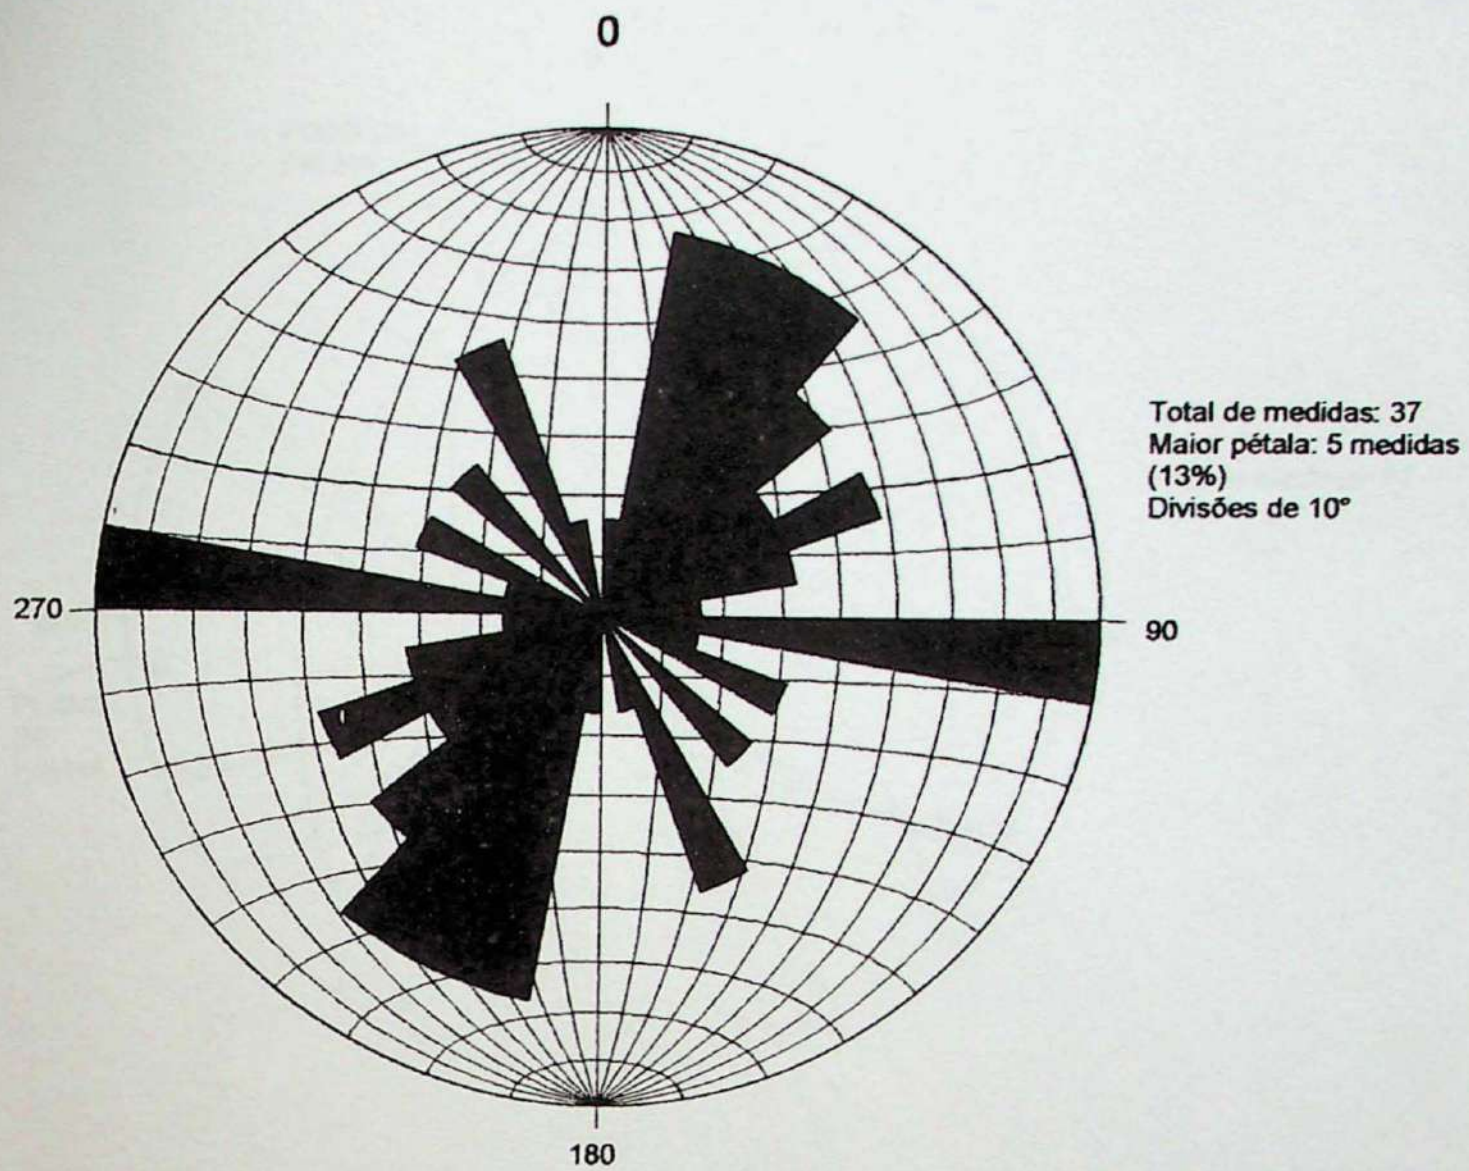 0
Total de medidas: 37
Maior pétala: 5 medidas
(13%)
Divisões de 10°
270
90
180